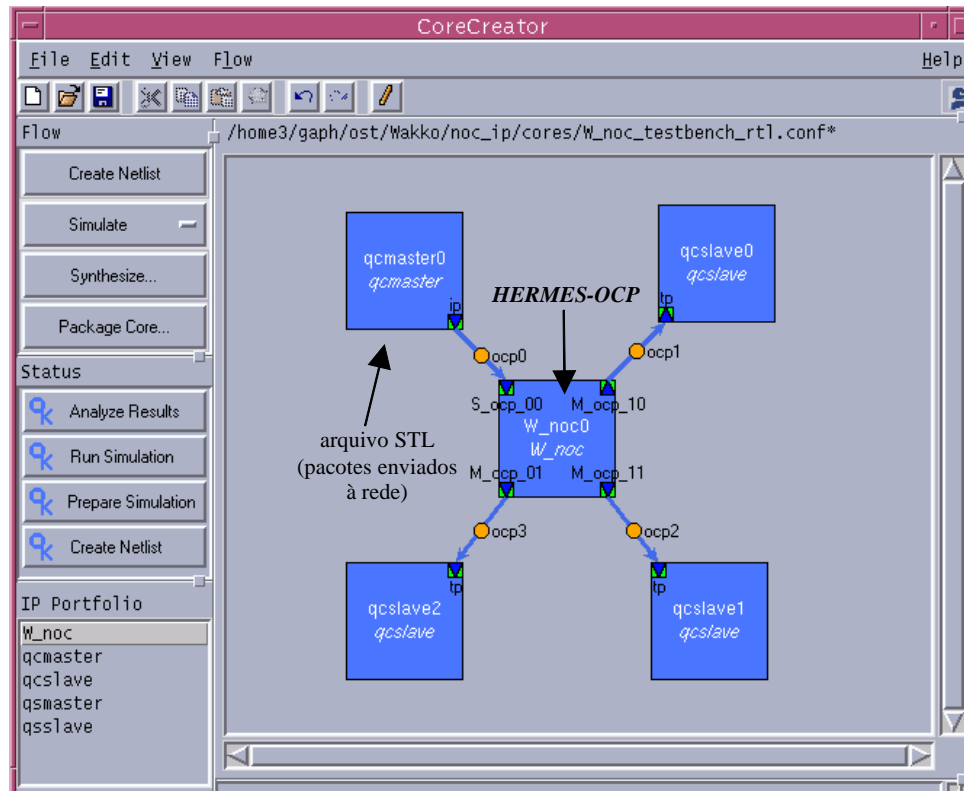 CoreCreator
File Edit View Flow Help
Flow
/home3/gaph/ost/Wakko/noc_ip/cores/W_noc_testbench_rtl.conf*
Create Netlist
Simulate
Synthesize...
Package Core...
Status
Analyze Results
Run Simulation
Prepare Simulation
Create Netlist
IP Portfolio
W_noc
qcmaster
qcslave
qsmaster
qsslave
qcmaster0
qcmaster
ip
qcslave0
qcslave
tp
HERMES-OCP
ocp0
ocp1
S_ocp_00
M_ocp_10
W_noc0
W_noc
M_ocp_01
M_ocp_11
arquivo STL
(pacotes enviados
à rede)
ocp3
ocp2
tp
qcslave2
qcslave
tp
qcslave1
qcslave